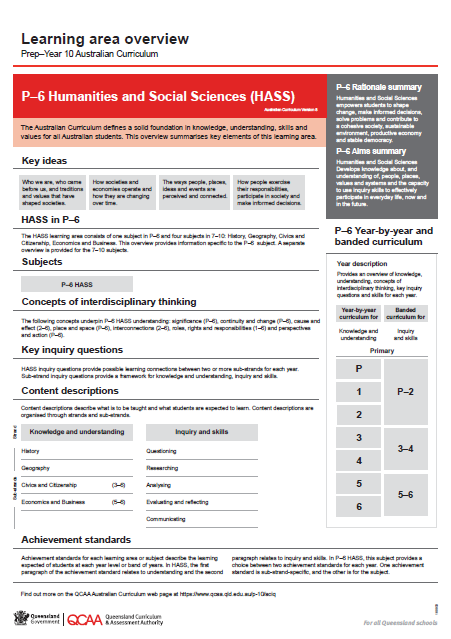 Learning area overview
Prep–Year 10 Australian Curriculum
P–6 Humanities and Social Sciences (HASS)
Australian Curriculum Version 8
The Australian Curriculum defines a solid foundation in knowledge, understanding, skills and
values for all Australian students. This overview summarises key elements of this learning area.
Key ideas
Who we are, who came
before us, and traditions
and values that have
shaped societies.
How societies and
economies operate and
how they are changing
over time.
The ways people, places,
ideas and events are
perceived and connected.
How people exercise
their responsibilities,
participate in society and
make informed decisions.
HASS in P–6
The HASS learning area consists of one subject in P–6 and four subjects in 7–10: History, Geography, Civics and
Citizenship, Economics and Business. This overview provides information specific to the P–6 subject. A separate
overview is provided for the 7–10 subjects.
Subjects
P–6 HASS
Concepts of interdisciplinary thinking
The following concepts underpin P–6 HASS understanding: significance (P–6), continuity and change (P–6), cause and
effect (2–6), place and space (P–6), interconnections (2–6), roles, rights and responsibilities (1–6) and perspectives
and action (P–6).
Key inquiry questions
HASS inquiry questions provide possible learning connections between two or more sub-strands for each year.
Sub-strand inquiry questions provide a framework for knowledge and understanding, inquiry and skills.
Content descriptions
Content descriptions describe what is to be taught and what students are expected to learn. Content descriptions are
organised through strands and sub-strands.
Strand
Knowledge and understanding
Inquiry and skills
Sub-strands
History
Questioning
Geography
Researching
Civics and Citizenship (3–6)
Analysing
Economics and Business (5–6)
Evaluating and reflecting
Communicating
Achievement standards
Achievement standards for each learning area or subject describe the learning
expected of students at each year level or band of years. In HASS, the first
paragraph of the achievement standard relates to understanding and the second
paragraph relates to inquiry and skills. In P–6 HASS, this subject provides a
choice between two achievement standards for each year. One achievement
standard is sub-strand-specific, and the other is for the subject.
P–6 Rationale summary
Humanities and Social Sciences
empowers students to shape
change, make informed decisions,
solve problems and contribute to
a cohesive society, sustainable
environment, productive economy
and stable democracy.
P–6 Aims summary
Humanities and Social Sciences
Develops knowledge about, and
understanding of, people, places,
values and systems and the capacity
to use inquiry skills to effectively
participate in everyday life, now and
in the future.
P–6 Year-by-year and
banded curriculum
Year description
Provides an overview of knowledge,
understanding, concepts of
interdisciplinary thinking, key inquiry
questions and skills for each year.
Year-by-year
curriculum for
Banded
curriculum for
Knowledge and
understanding
Inquiry
and skills
Primary
P
1
2
P–2
3
4
3–4
5
6
5–6
Find out more on the QCAA Australian Curriculum web page at https://www.qcaa.qld.edu.au/p-10/aciq
Queensland
Government
QCAA
Queensland Curriculum
& Assessment Authority
For all Queensland schools